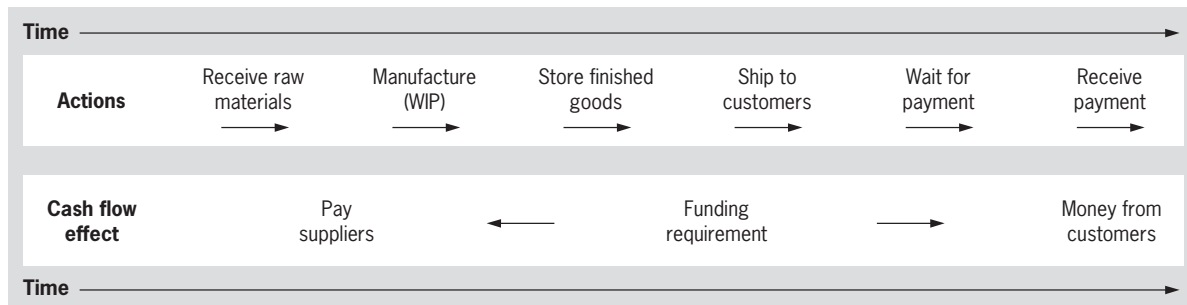 Time
Receive raw Manufacture Store finished Ship to Wait for Receive
Actions
materials (WIP) goods customers payment payment
Cash flow Pay Funding Money from
effect suppliers requirement customers
Time